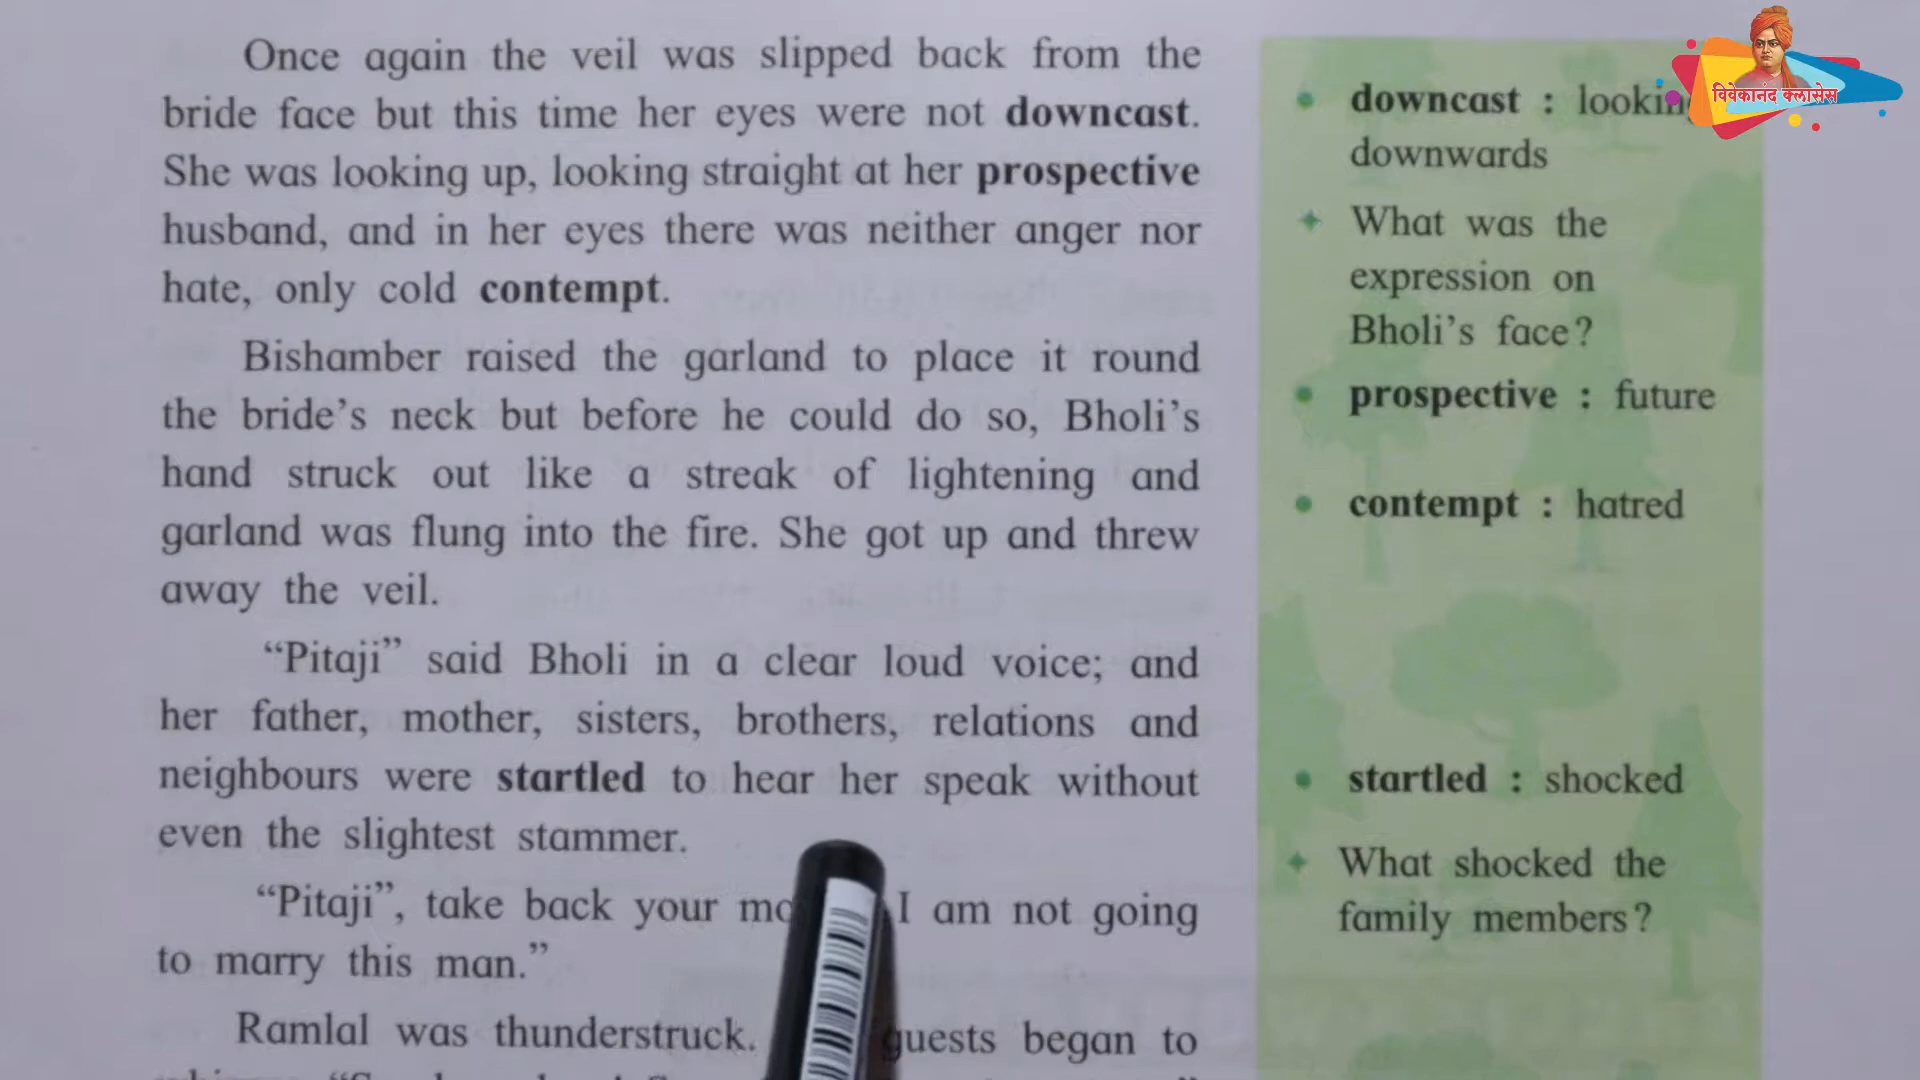 Once again the veil was slipped back from the
bride face but this time her eyes were not downcast.
She was looking up, looking straight at her prospective
husband, and in her eyes there was neither anger nor
hate, only cold contempt.
Bishamber raised the garland to place it round
the bride's neck but before he could do so, Bholi's
hand struck out like a streak of lightening and
garland was flung into the fire. She got up and threw
away the veil.
“Pitaji” said Bholi in a clear loud voice; and
her father, mother, sisters, brothers, relations and
neighbours were startled to hear her speak without
even the slightest stammer.
“Pitaji”, take back your I am not going
to marry this man.”
Ramlal was thunderstruck. guests began to
विवेकानंद क्लासेस
downcast : looking
downwards
What was the
expression on
Bholi's face?
prospective : future
contempt : hatred
startled : shocked
What shocked the
family members?